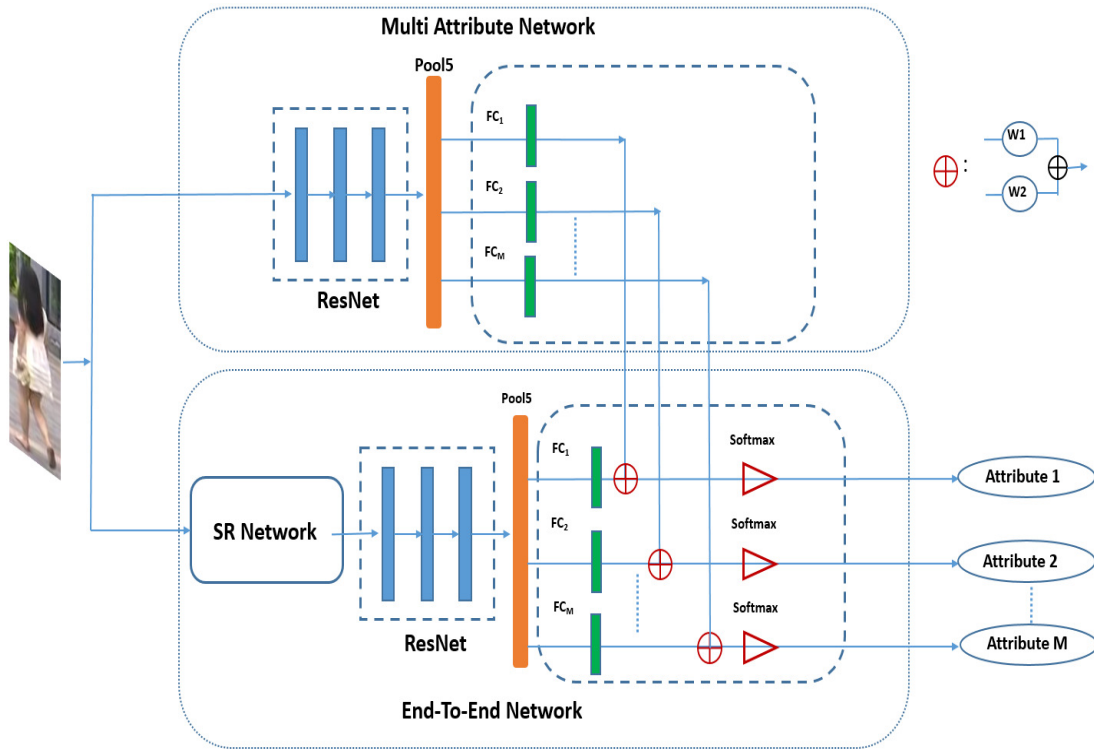 Multi Attribute Network
Pool5
FC1
FC2
FCM
ResNet
:
W1
W2
Pool5
FC1
Softmax
Attribute 1
SR Network
FC2
Softmax
Attribute 2
FCM
Softmax
Attribute M
ResNet
End-To-End Network